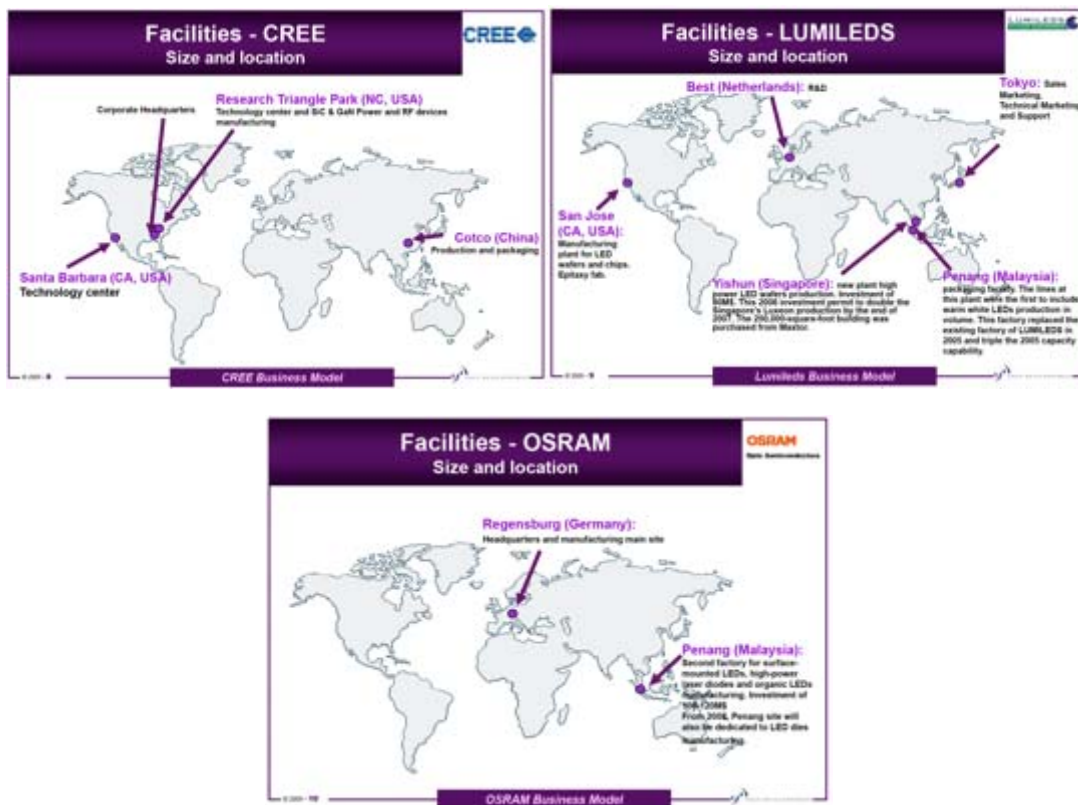 Facilities - CREE
Size and location
CREE
Corporate Headquarters
Research Triangle Park (NC, USA)
Technology center and SiC & GaN Power and RF devices
manufacturing
Santa Barbara (CA, USA)
Technology center
Cotco (China)
Production and packaging
CREE Business Model
Facilities - LUMILEDS
Size and location
LUMILEDS
Best (Netherlands): R&D
Tokyo: Sales
Marketing,
Technical Marketing
and Support
San Jose
(CA, USA):
Manufacturing
plant for LED
wafers and chips.
Epitaxy fab.
Yishun (Singapore): new plant high
power LED wafers production. Investment of
This 2006 investment permit to double the
Singapore's Luxeon production by the end of
2007. The 200,000-square-foot building was
purchased from Maxtor.
Penang (Malaysia):
packaging facility. The lines at
this plant were the first to include
warm white LEDs production in
volume. This factory replaced the
existing factory of LUMILEDS in
2005 and triple the 2005 capacity
capability.
Lumileds Business Model
Facilities - OSRAM
Size and location
OSRAM
Opto Semiconductors
Regensburg (Germany):
Headquarters and manufacturing main site
Penang (Malaysia):
Second factory for surface-
mounted LEDs, high-power
laser diodes and organic LEDs
manufacturing. Investment of
Penang site will
also be dedicated to LED dies
manufacturing.
OSRAM Business Model